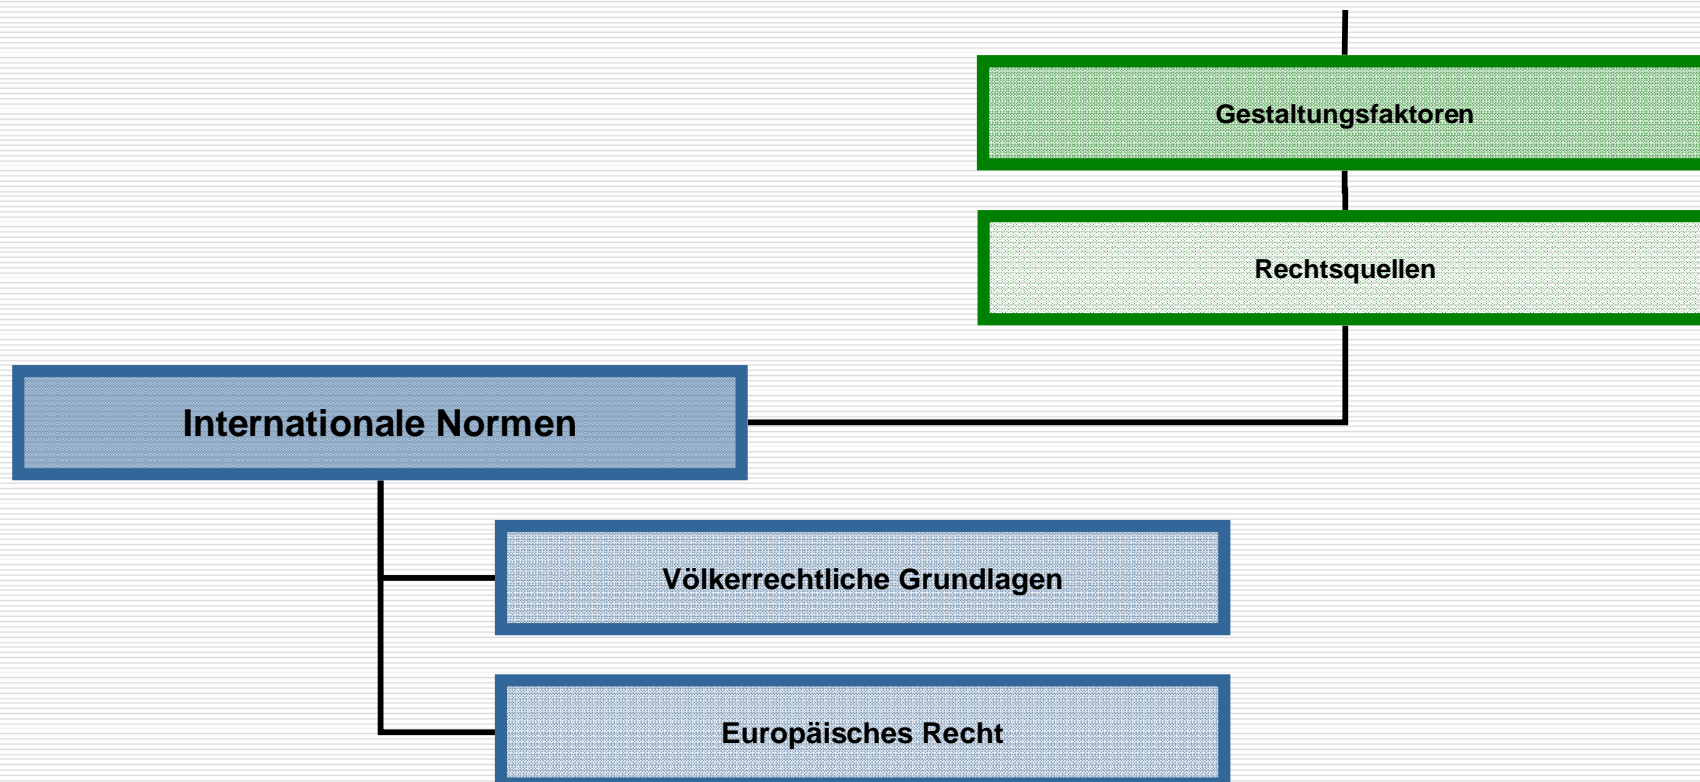 Gestaltungsfaktoren
Rechtsquellen
Internationale Normen
Völkerrechtliche Grundlagen
Europäisches Recht